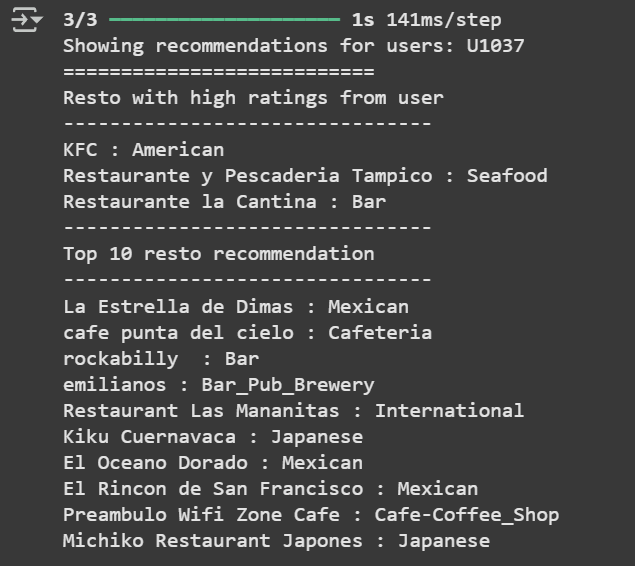 3/3 ━━━━━━━━━━━━━━━━━━━━ 1s 141ms/step
Showing recommendations for users: U1037
===========================
Resto with high ratings from user
--------------------------------
KFC : American
Restaurante y Pescaderia Tampico : Seafood
Restaurante la Cantina : Bar
--------------------------------
Top 10 resto recommendation
--------------------------------
La Estrella de Dimas : Mexican
cafe punta del cielo : Cafeteria
rockabilly  : Bar
emilianos : Bar_Pub_Brewery
Restaurant Las Mananitas : International
Kiku Cuernavaca : Japanese
El Oceano Dorado : Mexican
El Rincon de San Francisco : Mexican
Preambulo Wifi Zone Cafe : Cafe-Coffee_Shop
Michiko Restaurant Japones : Japanese